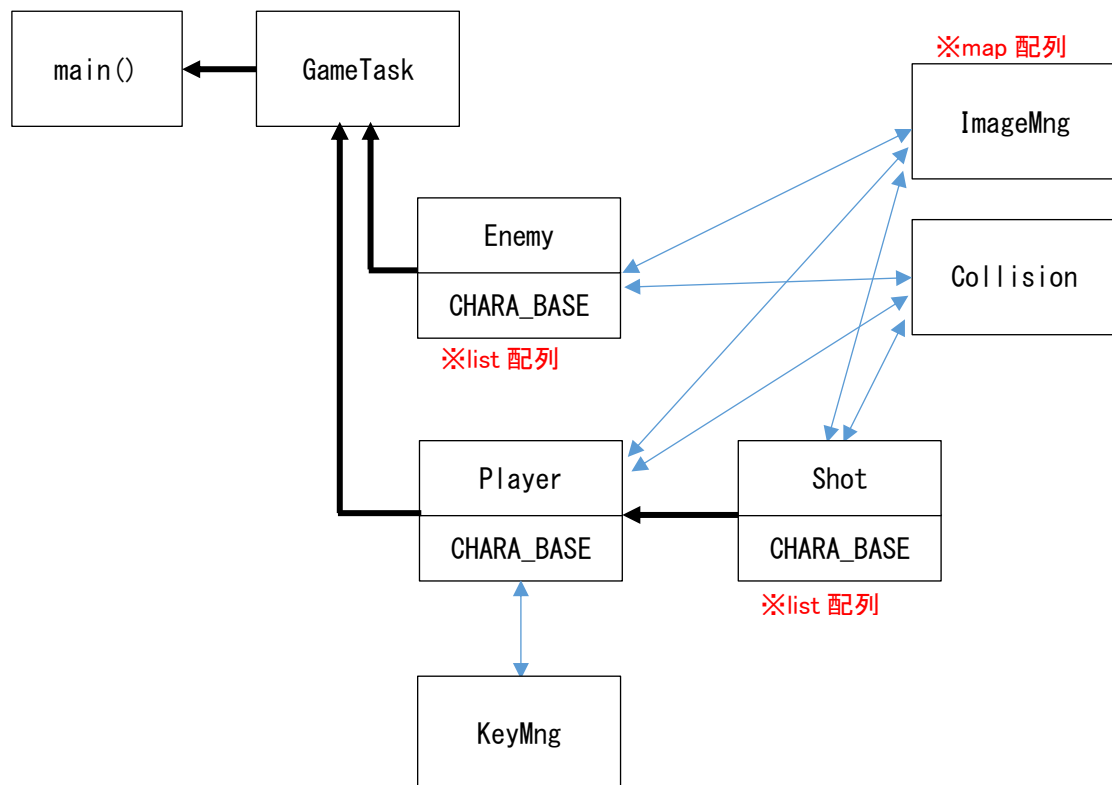 main()
GameTask
※map 配列
ImageMng
Enemy
CHARA_BASE
※list 配列
Collision
Player
CHARA_BASE
Shot
CHARA_BASE
※list 配列
KeyMng